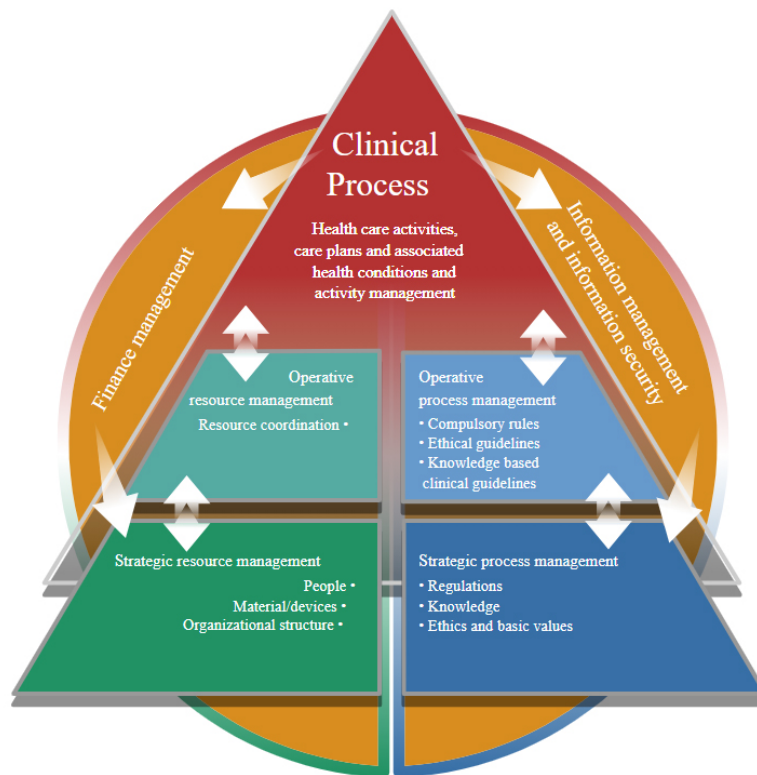 Clinical
Process
Health care activities,
care plans and associated
health conditions and
activity management
Finance management
Information management
and information security
Operative
resource management
Resource coordination •
Operative
process management
• Compulsory rules
• Ethical guidelines
• Knowledge based
clinical guidelines
Strategic resource management
People •
Material/devices •
Organizational structure •
Strategic process management
• Regulations
• Knowledge
• Ethics and basic values